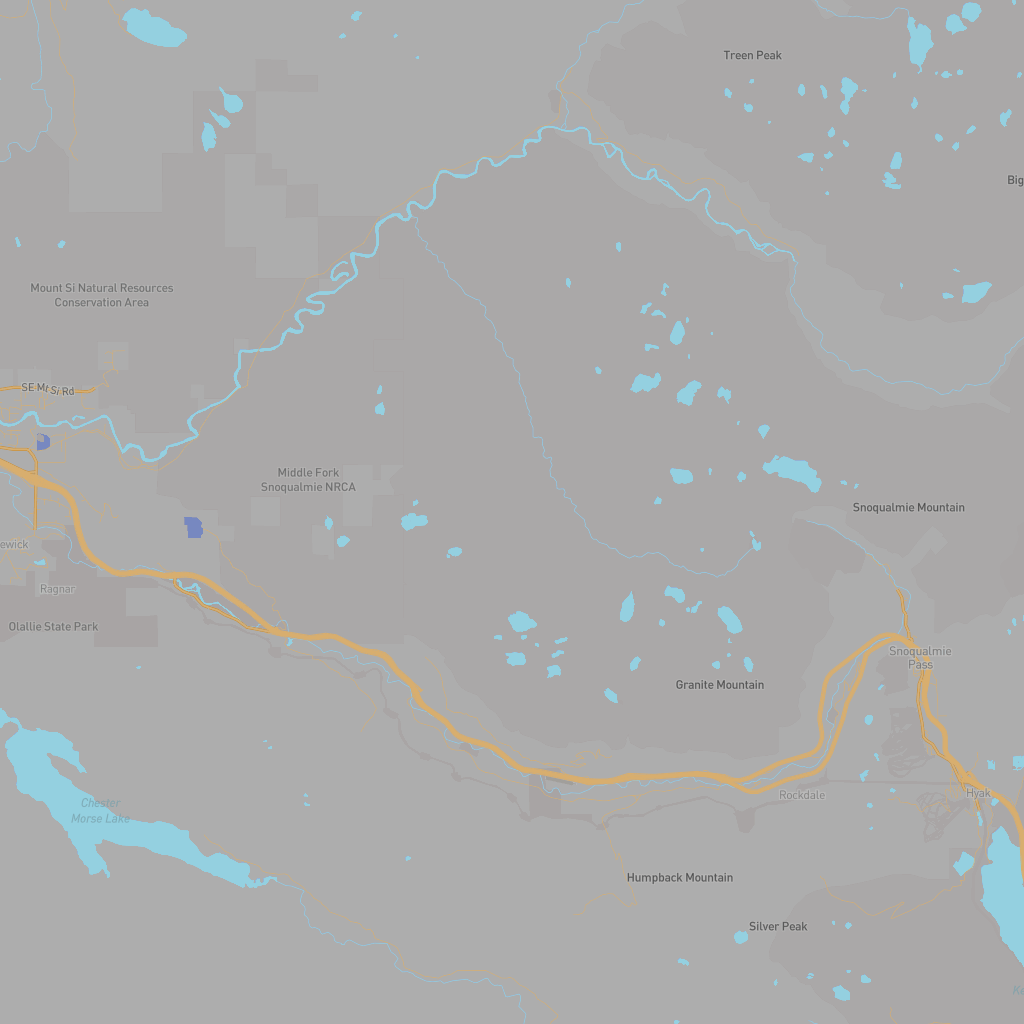 Treen Peak
Big
Mount Si Natural Resources
Conservation Area
SE Mt Si Rd
Middle Fork
Snoqualmie NRCA
Snoqualmie Mountain
ewick
Ragnar
Olallie State Park
Snoqualmie
Pass
Granite Mountain
Rockdale
Hyak
Chester
Morse Lake
Humpback Mountain
Silver Peak
Ke